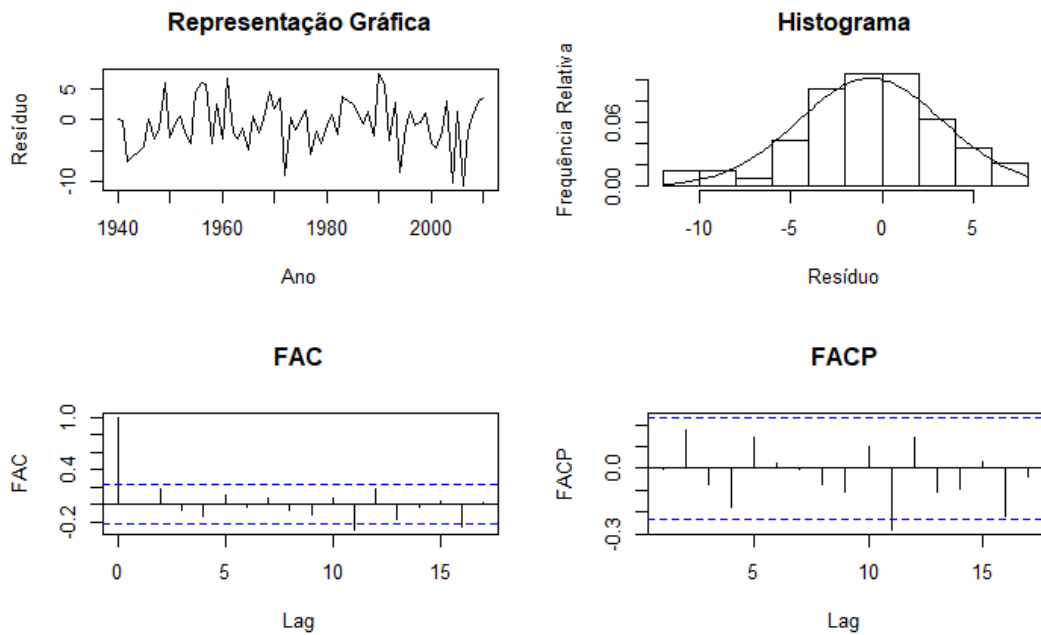 Representação Gráfica
Resíduo
5
0
-10
1940
1960
1980
2000
Ano
Histograma
Frequência Relativa
0.06
0.00
-10
-5
0
5
Resíduo
FAC
FAC
1.0
0.4
-0.2
0
5
10
15
Lag
FACP
FACP
0.0
-0.3
5
10
15
Lag